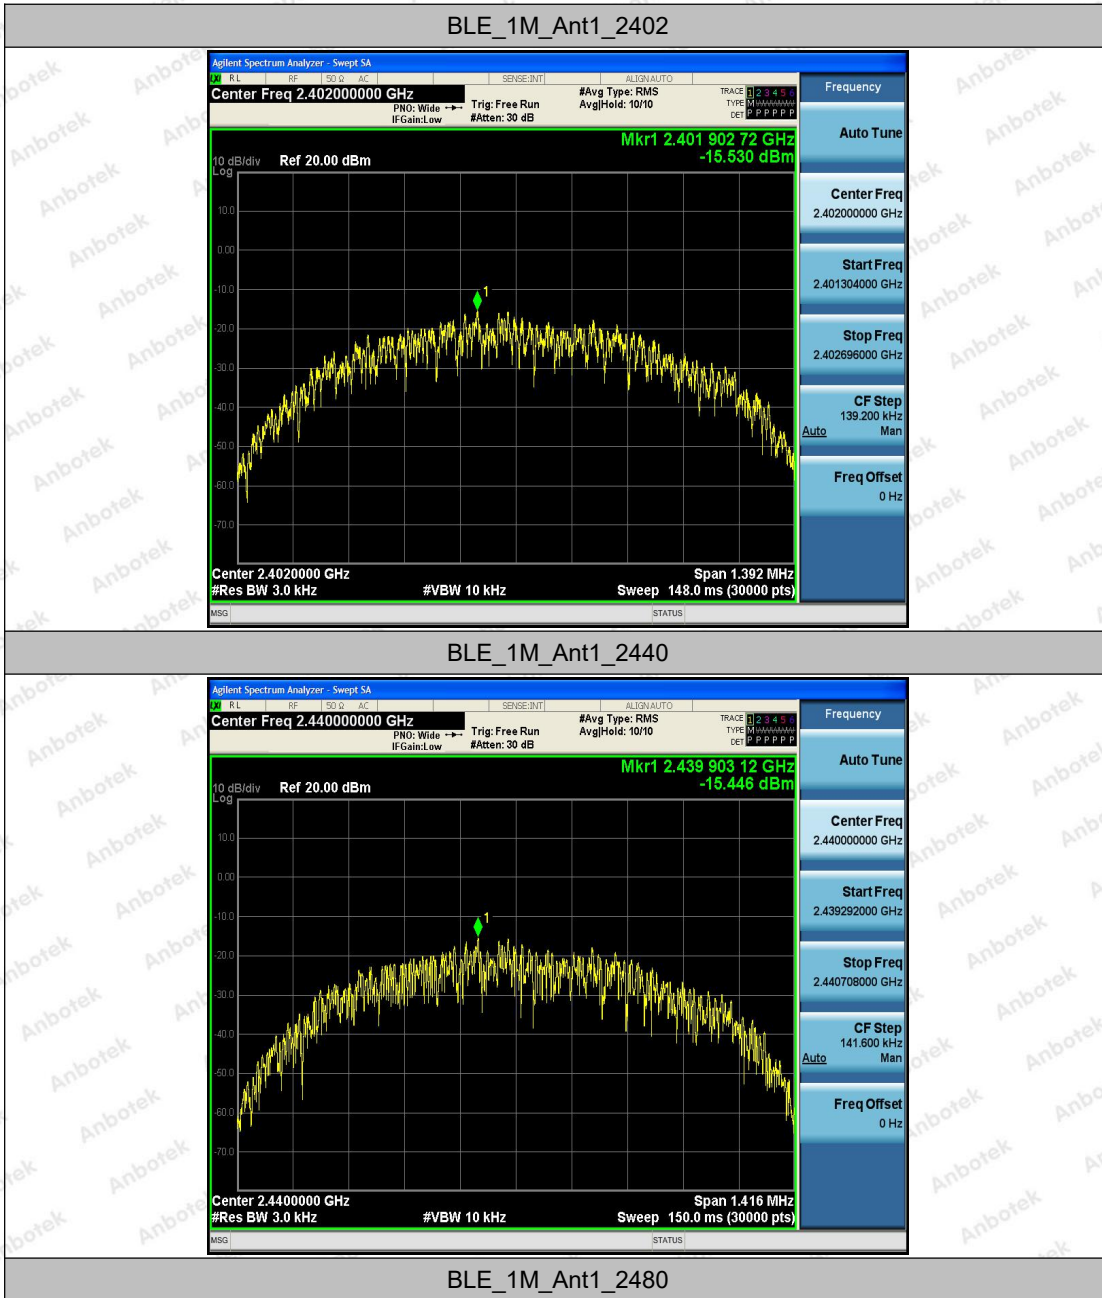 BLE_1M_Ant1_2402
Agilent Spectrum Analyzer - Swept SA
LXI RL RF 50 Ω AC SENSE:INT ALIGNAUTO
Center Freq 2.402000000 GHz
PNO: Wide
IFGain:Low
Trig: Free Run
#Atten: 30 dB
#Avg Type: RMS
Avg|Hold: 10/10
TRACE 1 2 3 4 5 6
TYPE M
DET P P P P P P
Mkr1 2.401 902 72 GHz
-15.530 dBm
10 dB/div Ref 20.00 dBm
Log
10.0
0.00
-10.0
-20.0
-30.0
-40.0
-50.0
-60.0
-70.0
1
Center 2.4020000 GHz Span 1.392 MHz
#Res BW 3.0 kHz #VBW 10 kHz Sweep 148.0 ms (30000 pts)
MSG STATUS
Frequency
Auto Tune
Center Freq
2.402000000 GHz
Start Freq
2.401304000 GHz
Stop Freq
2.402696000 GHz
CF Step
139.200 kHz
Auto Man
Freq Offset
0 Hz
BLE_1M_Ant1_2440
Agilent Spectrum Analyzer - Swept SA
LXI RL RF 50 Ω AC SENSE:INT ALIGNAUTO
Center Freq 2.440000000 GHz
PNO: Wide
IFGain:Low
Trig: Free Run
#Atten: 30 dB
#Avg Type: RMS
Avg|Hold: 10/10
TRACE 1 2 3 4 5 6
TYPE M
DET P P P P P P
Mkr1 2.439 903 12 GHz
-15.446 dBm
10 dB/div Ref 20.00 dBm
Log
10.0
0.00
-10.0
-20.0
-30.0
-40.0
-50.0
-60.0
-70.0
1
Center 2.4400000 GHz Span 1.416 MHz
#Res BW 3.0 kHz #VBW 10 kHz Sweep 150.0 ms (30000 pts)
MSG STATUS
Frequency
Auto Tune
Center Freq
2.440000000 GHz
Start Freq
2.439292000 GHz
Stop Freq
2.440708000 GHz
CF Step
141.600 kHz
Auto Man
Freq Offset
0 Hz
BLE_1M_Ant1_2480
Anbotek